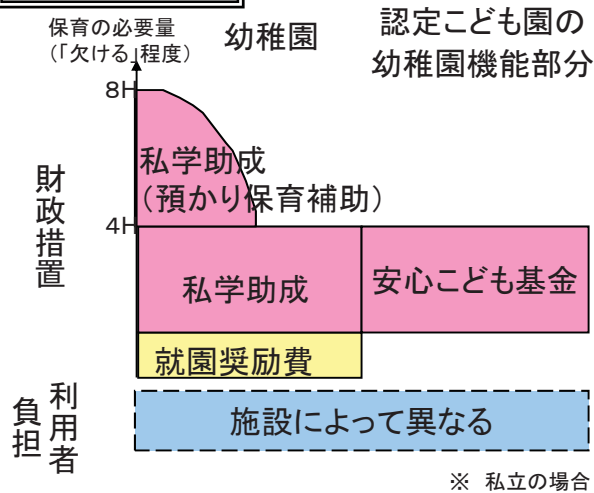 保育の必要量
(「欠ける」程度)
幼稚園
認定こども園の
幼稚園機能部分
8H
私学助成
(預かり保育補助)
4H
財政措置
私学助成
安心こども基金
就園奨励費
利用者
負担
施設によって異なる
※ 私立の場合